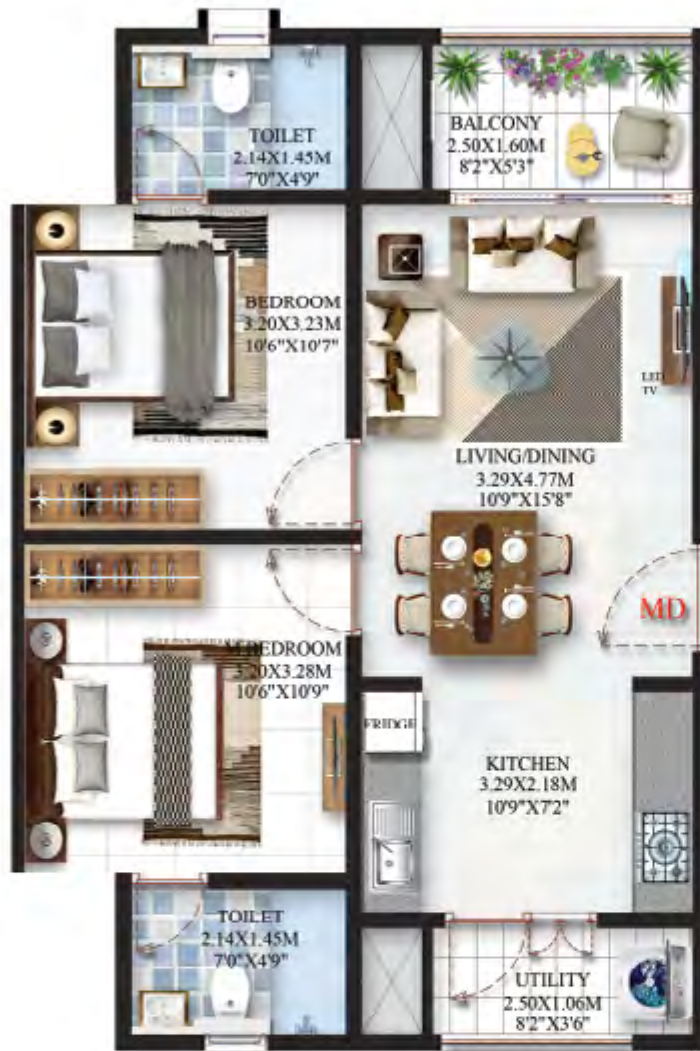 TOILET
2.14X1.45M
7'0"X4'9"
BALCONY
2.50X1.60M
8'2"X5'3"
BEDROOM
3.20X3.23M
10'6"X10'7"
LED
TV
LIVING/DINING
3.29X4.77M
10'9"X15'8"
MD
M.BEDROOM
3.20X3.28M
10'6"X10'9"
FRIDGE
KITCHEN
3.29X2.18M
10'9"X7'2"
TOILET
2.14X1.45M
7'0"X4'9"
UTILITY
2.50X1.06M
8'2"X3'6"